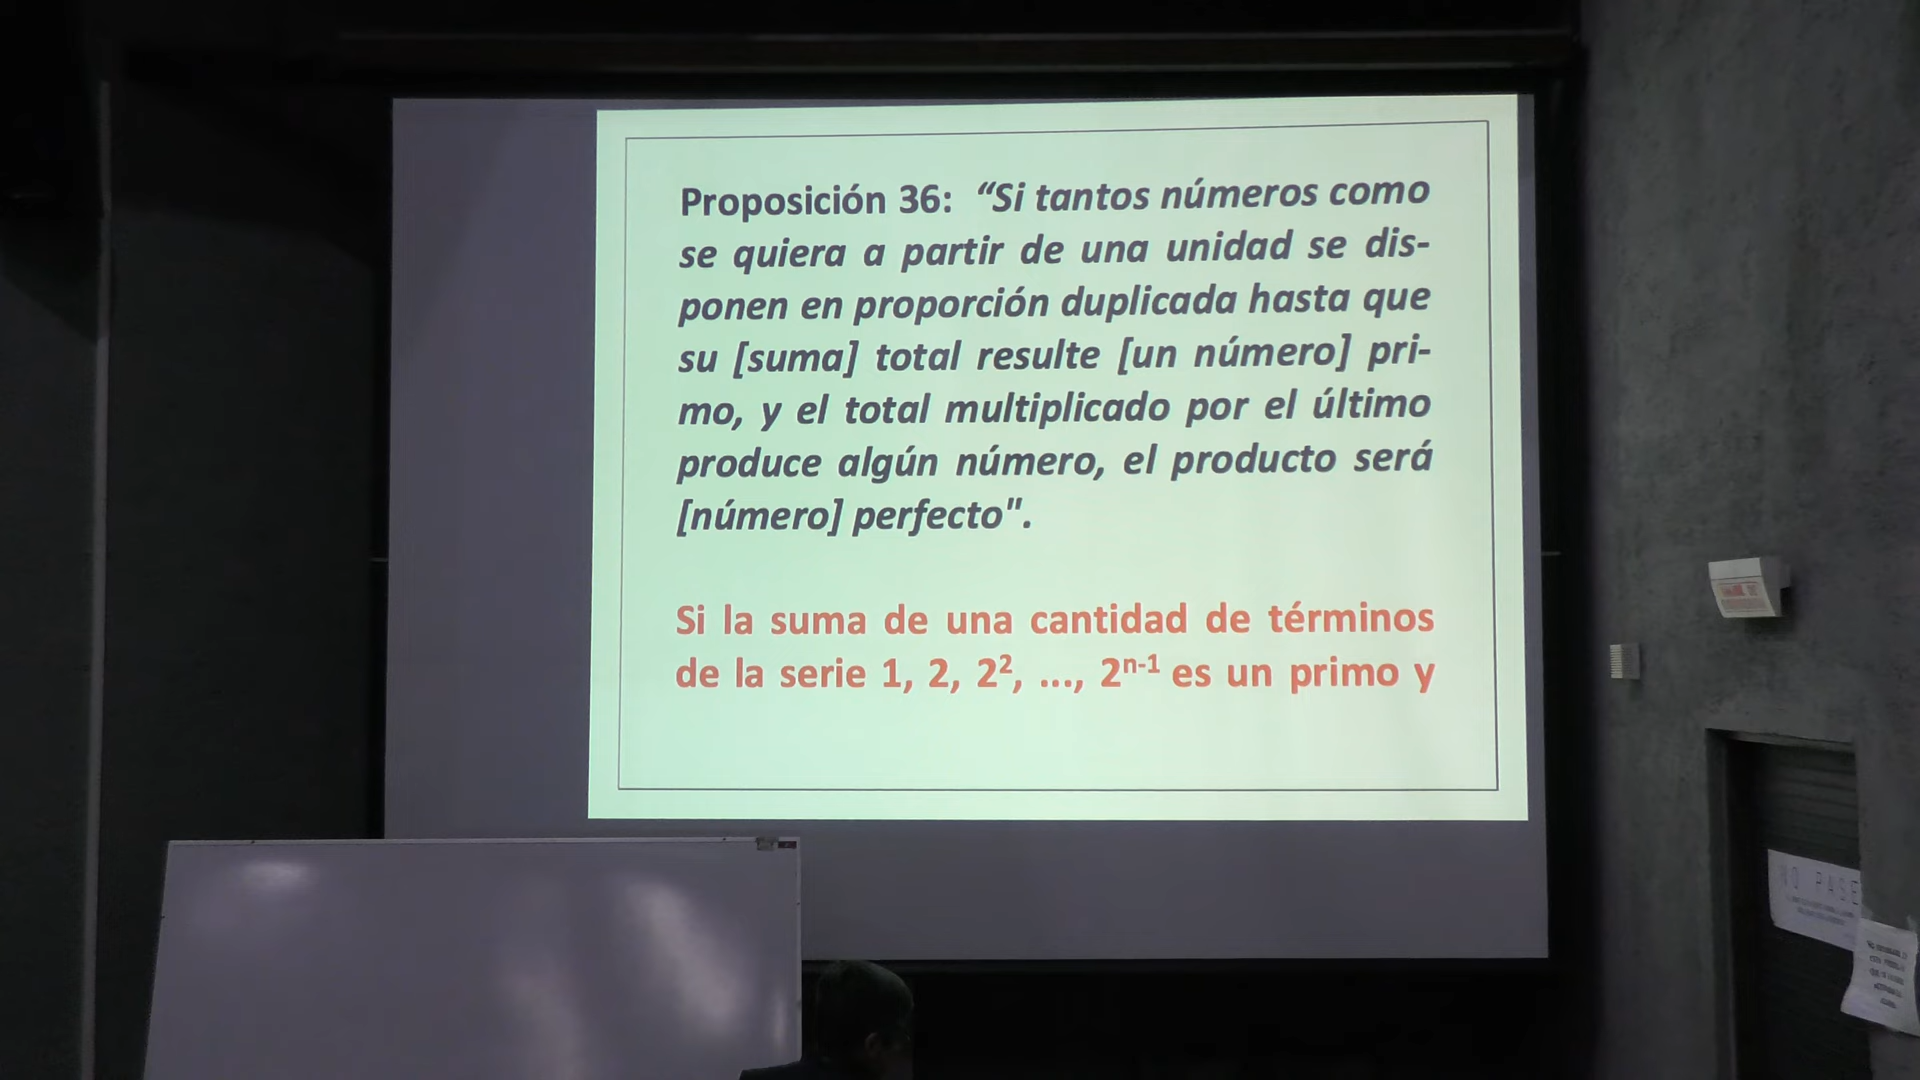 Proposición 36: “Si tantos números como
se quiera a partir de una unidad se dis-
ponen en proporción duplicada hasta que
su [suma] total resulte [un número] pri-
mo, y el total multiplicado por el último
produce algún número, el producto será
[número] perfecto".
Si la suma de una cantidad de términos
de la serie 1, 2, 2², ..., 2ⁿ⁻¹ es un primo y
NO PASE